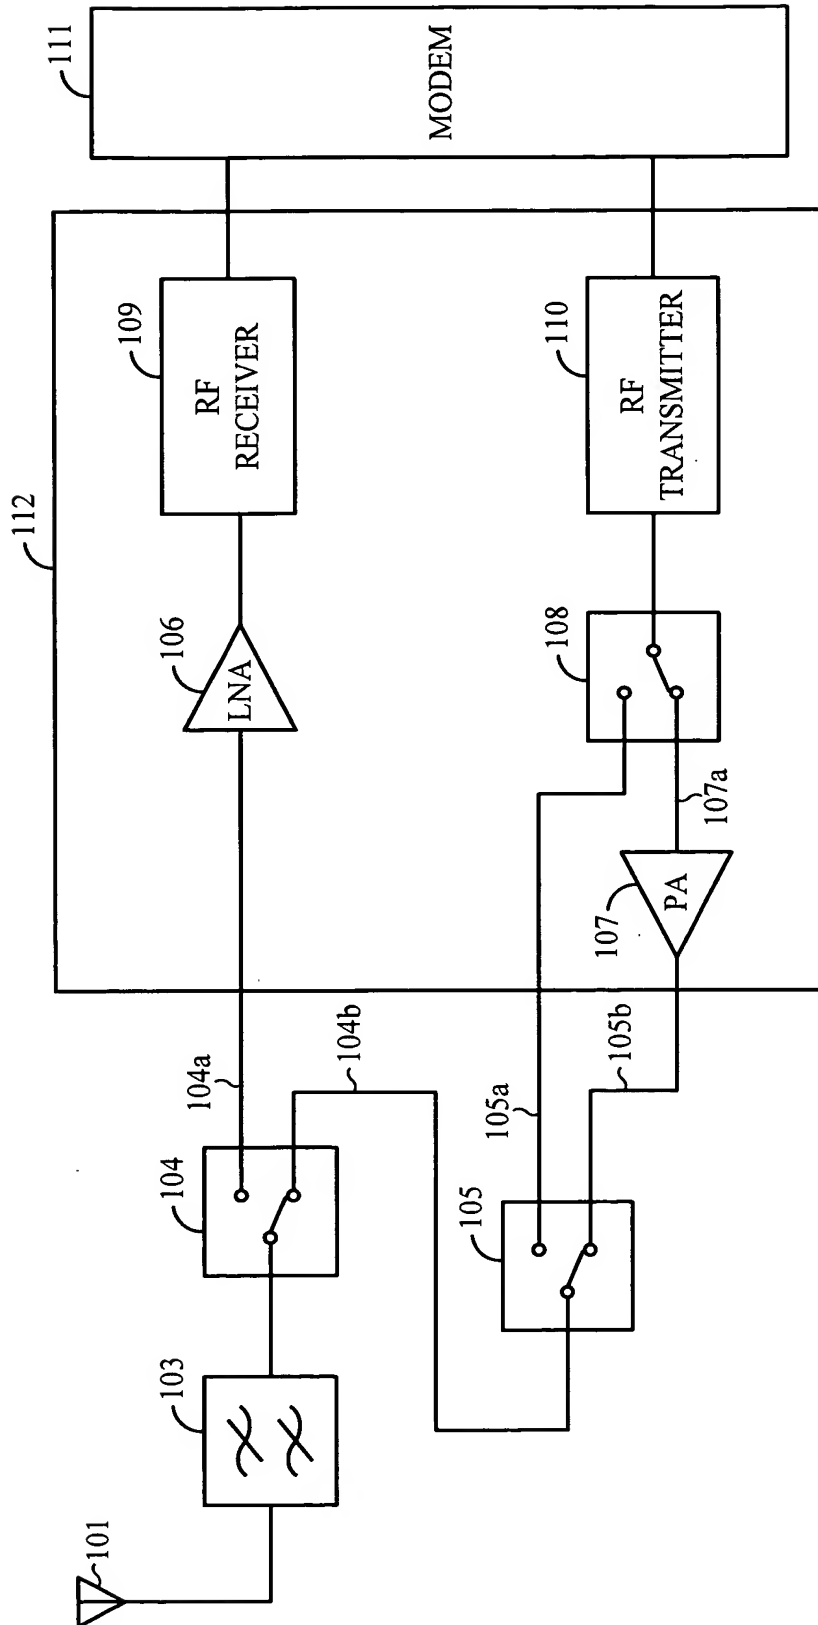 111
MODEM
109
RF
RECEIVER
110
RF
TRANSMITTER
112
106
LNA
108
107a
107
PA
104a
104b
105a
105b
104
105
103
101